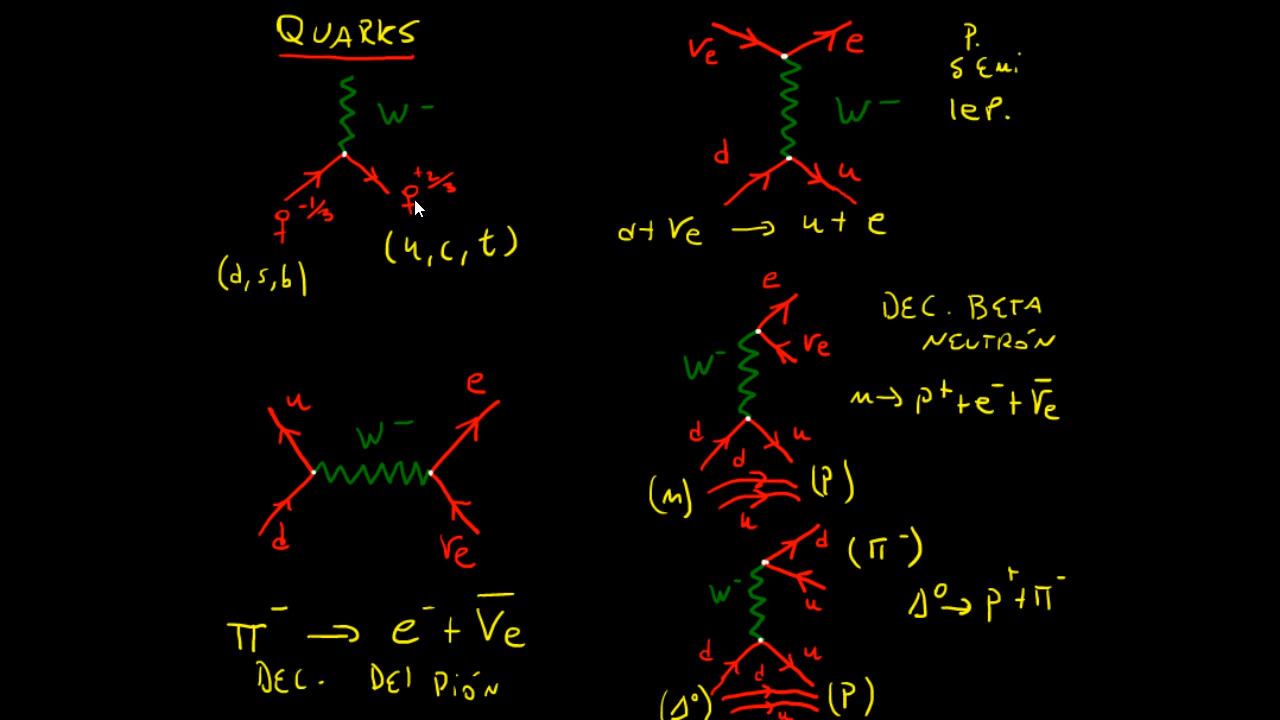 QUARKS
W⁻
q -1/3
q +2/3
(d, s, b)
(u, c, t)
u
e
W⁻
d
νe
π⁻ → e⁻ + ν̄e
DEC. DEL PIÓN
νe
e
W⁻
d
u
P.
SEMI
LEP.
d + νe → u + e
e
νe
W⁻
d
u
d
u
(n)
(P)
DEC. BETA
NEUTRÓN
n → p⁺ + e⁻ + ν̄e
d
(π⁻)
u
W⁻
d
u
d
u
(Δ⁰)
(P)
Δ⁰ → p⁺ + π⁻